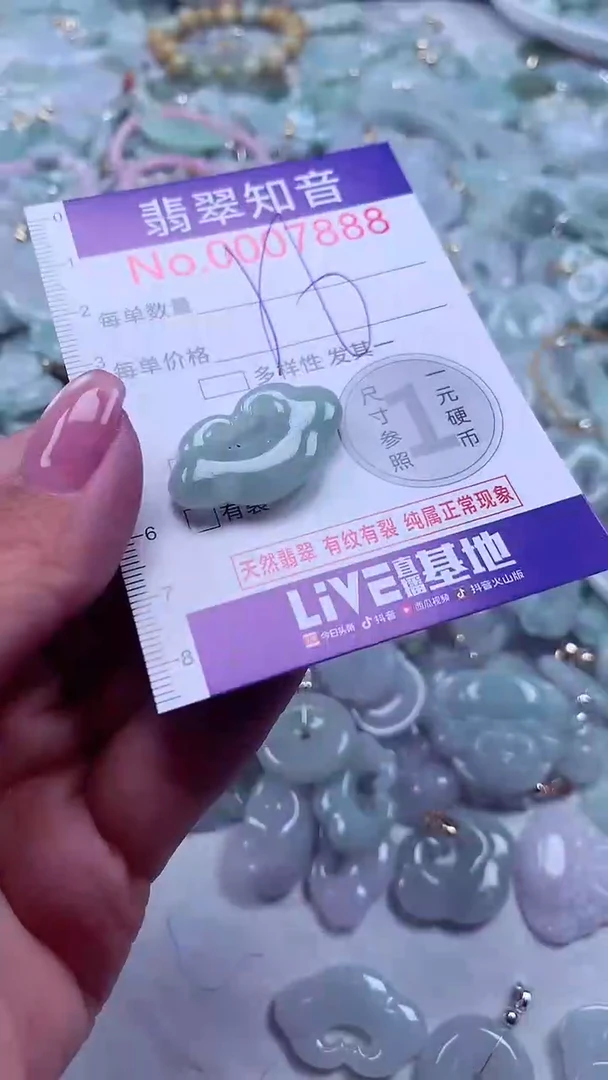 翡翠知音
No.0007888
0
1
2
每单数量
3
每单价格
多样性 发其一
尺寸参照
1
一元硬币
有裂
6
天然翡翠 有纹有裂 纯属正常现象
7
LiVE直播基地
8
今日头条 抖音 西瓜视频 抖音火山版